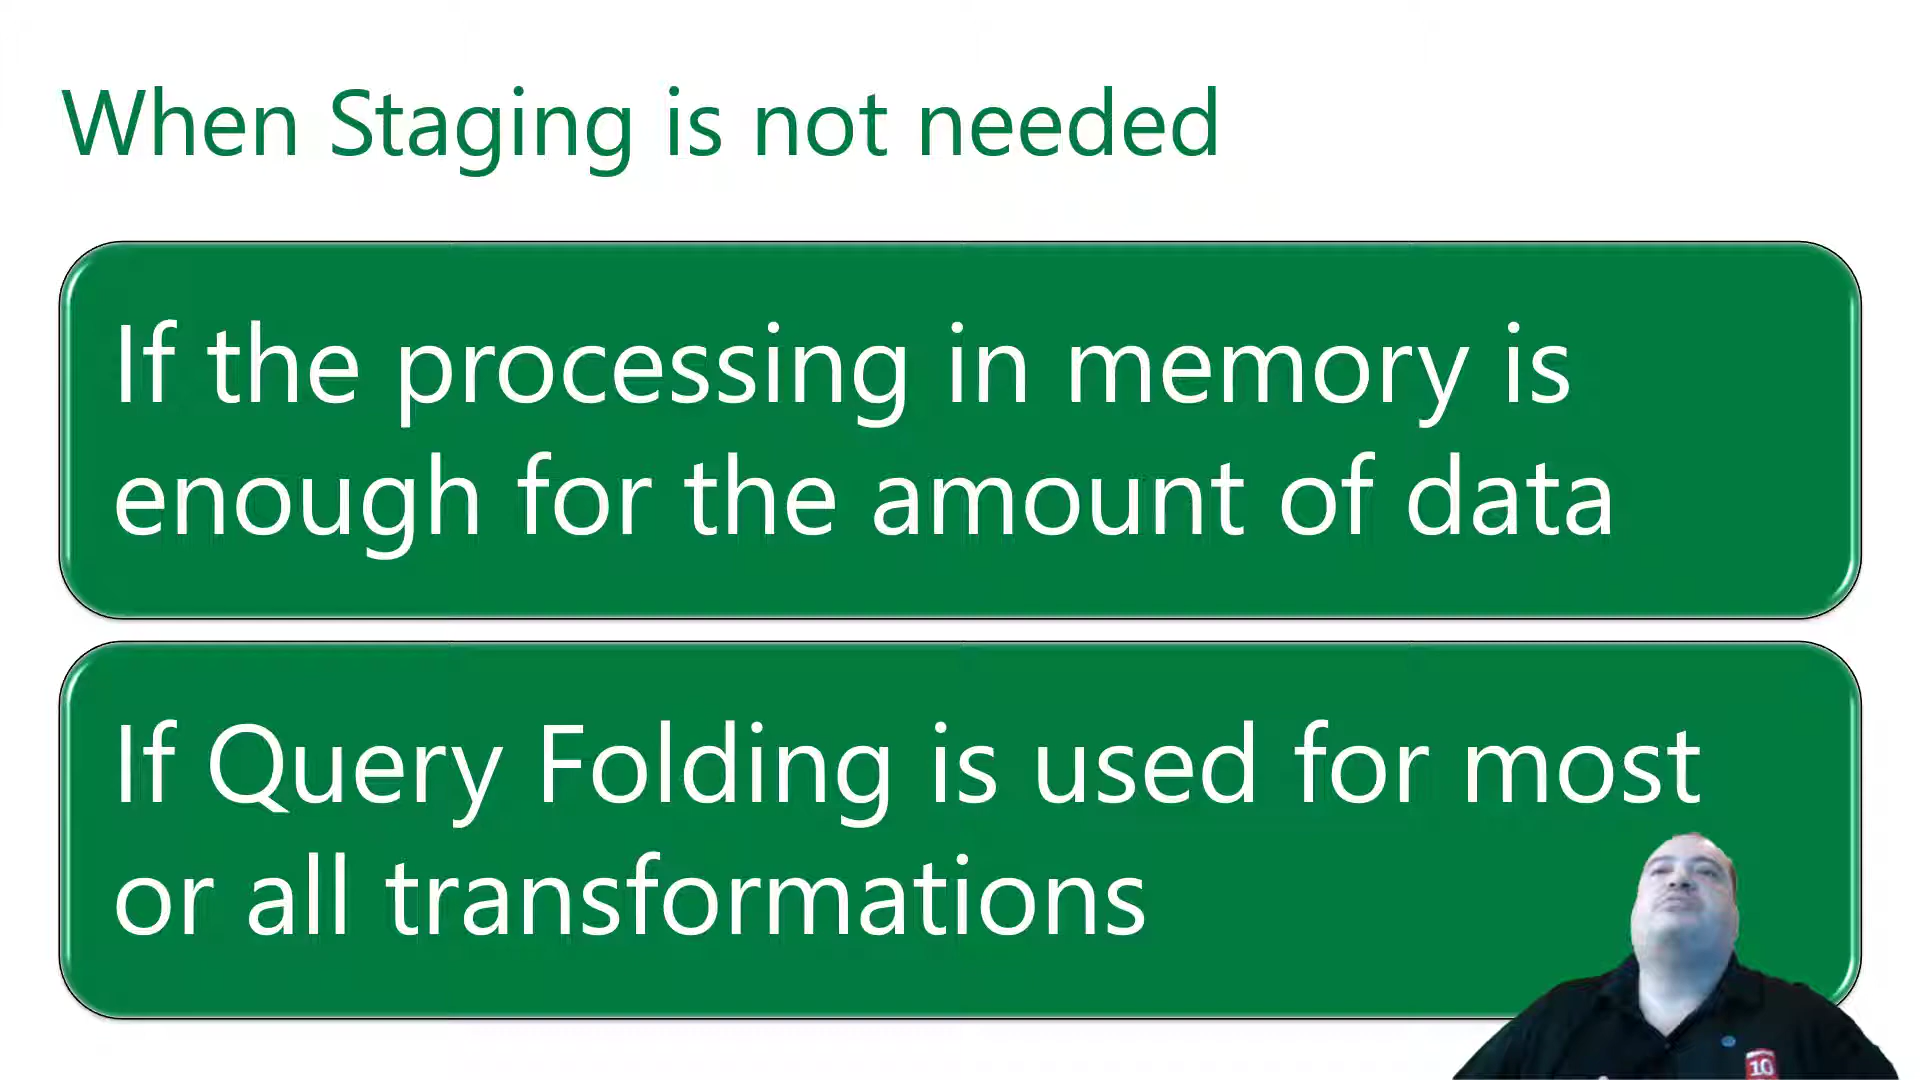 When Staging is not needed
If the processing in memory is
enough for the amount of data
If Query Folding is used for most
or all transformations
10